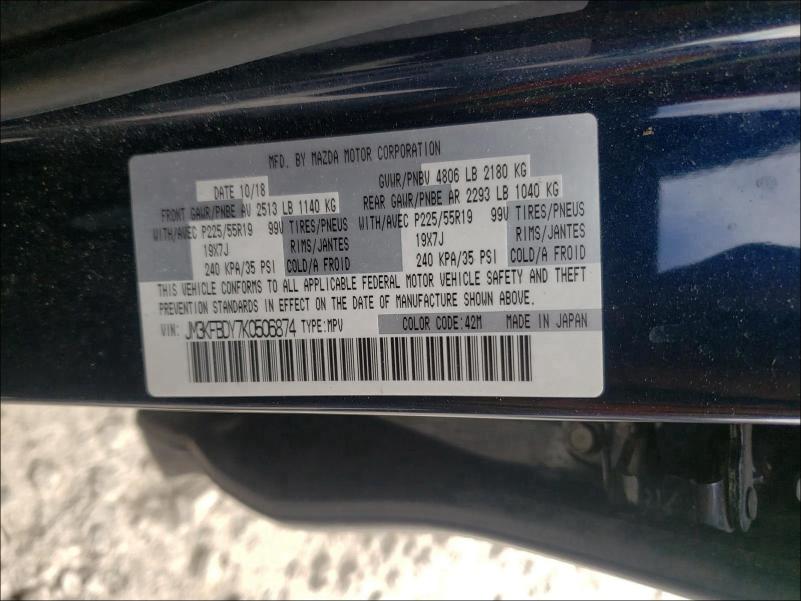 MFD. BY MAZDA MOTOR CORPORATION
DATE 10/18 GVWR/PNBV 4806 LB 2180 KG
FRONT GAWR/PNBE AV 2513 LB 1140 KG REAR GAWR/PNBE AR 2293 LB 1040 KG
WITH/AVEC P225/55R19 99V TIRES/PNEUS WITH/AVEC P225/55R19 99V TIRES/PNEUS
19X7J RIMS/JANTES 19X7J RIMS/JANTES
240 KPA/35 PSI COLD/A FROID 240 KPA/35 PSI COLD/A FROID
THIS VEHICLE CONFORMS TO ALL APPLICABLE FEDERAL MOTOR VEHICLE SAFETY AND THEFT
PREVENTION STANDARDS IN EFFECT ON THE DATE OF MANUFACTURE SHOWN ABOVE.
VIN: JM3KFBDY7K0506874 TYPE:MPV COLOR CODE:42M MADE IN JAPAN